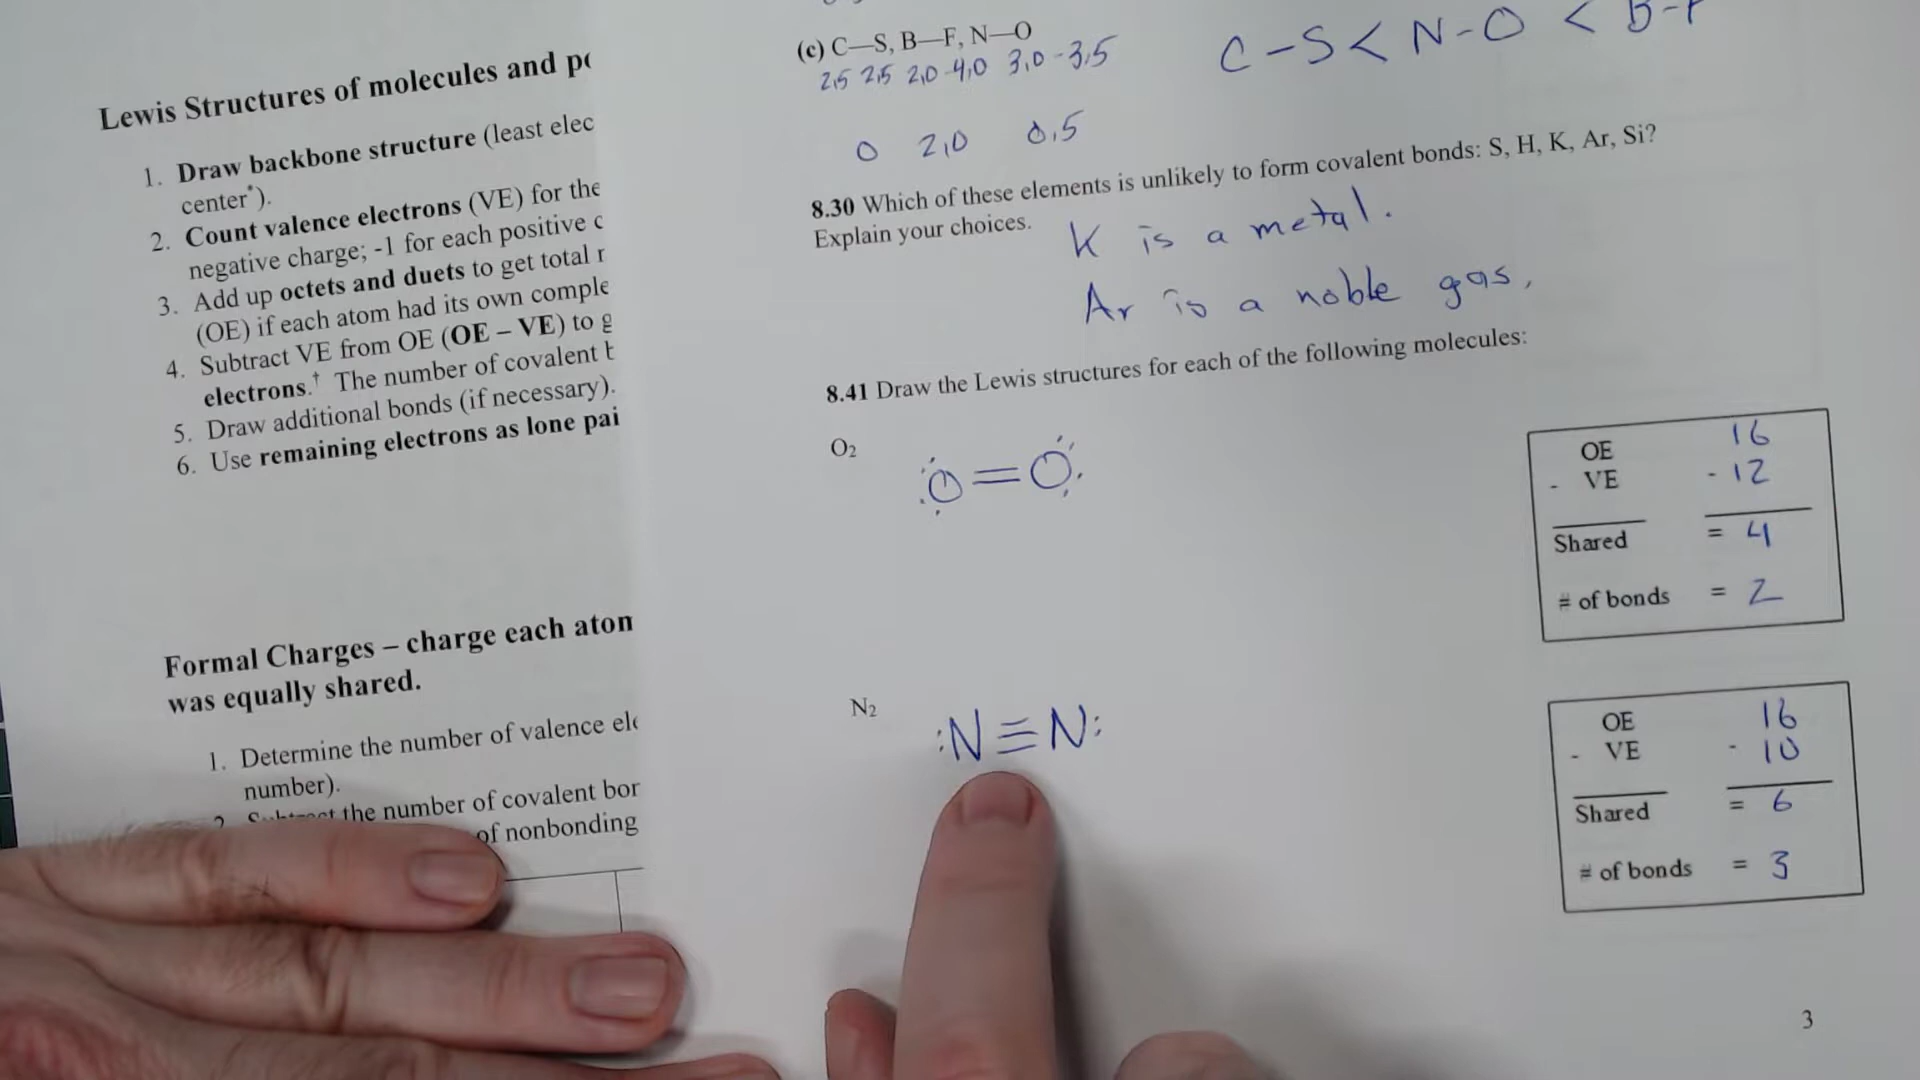 Lewis Structures of molecules and po
1. Draw backbone structure (least elec
center*).
2. Count valence electrons (VE) for the
negative charge; -1 for each positive c
3. Add up octets and duets to get total
(OE) if each atom had its own comple
4. Subtract VE from OE (OE – VE) to g
electrons.† The number of covalent
5. Draw additional bonds (if necessary).
6. Use remaining electrons as lone pai
Formal Charges – charge each atom
was equally shared.
1. Determine the number of valence ele
number).
2. Subtract the number of covalent bon
of nonbonding
(c) C—S, B—F, N—O
2,5 2,5 2,0 -4,0 3,0 -3,5
0 2,0 0,5
C-S < N-O < B-F
8.30 Which of these elements is unlikely to form covalent bonds: S, H, K, Ar, Si?
Explain your choices.
K is a metal.
Ar is a noble gas,
8.41 Draw the Lewis structures for each of the following molecules:
O₂
O=O
OE 16
- VE - 12
Shared = 4
# of bonds = 2
N₂
:N≡N:
OE 16
- VE - 10
Shared = 6
# of bonds = 3
3